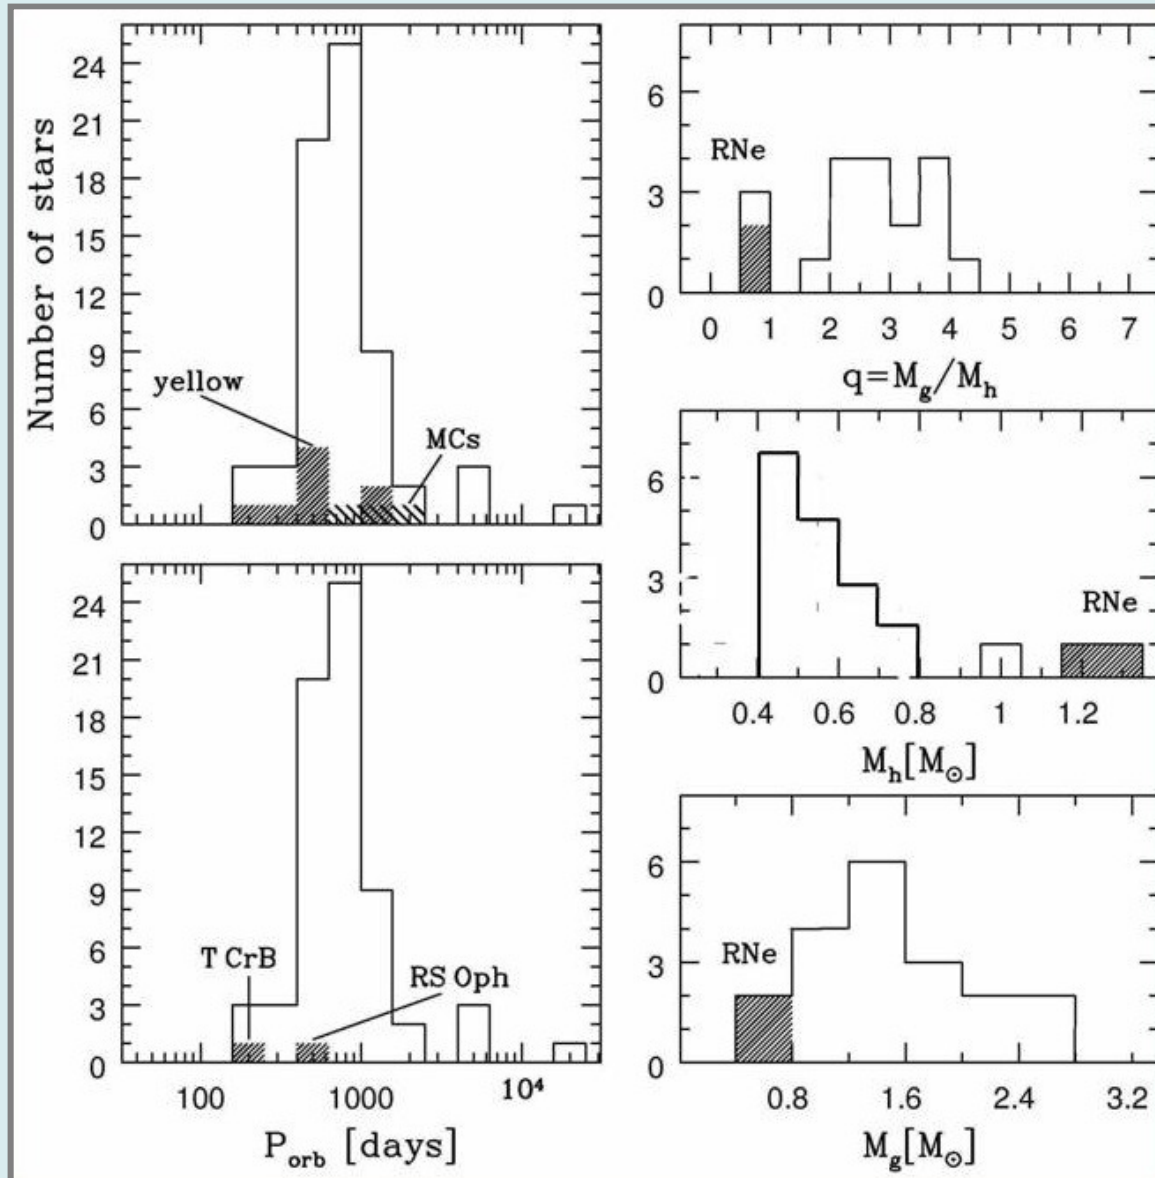 Number of stars
24
21
18
15
12
9
6
3
0
yellow
MCs
24
21
18
15
12
9
6
3
0
T CrB
RS Oph
100 1000 10⁴
P_orb [days]
6
3
0
RNe
0 1 2 3 4 5 6 7
q=M_g/M_h
6
3
0
RNe
0.4 0.6 0.8 1 1.2
M_h[M_⊙]
6
3
0
RNe
0.8 1.6 2.4 3.2
M_g[M_⊙]